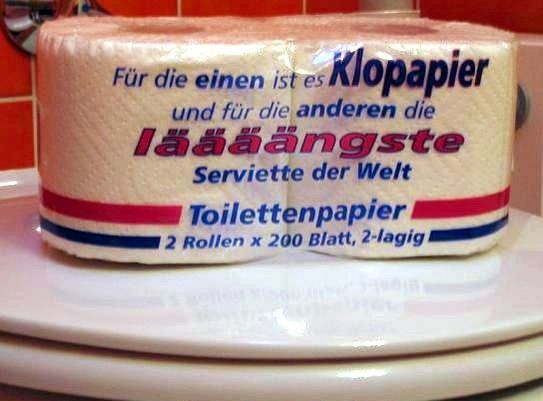 Für die einen ist es Klopapier
und für die anderen die
läääängste
Serviette der Welt
Toilettenpapier
2 Rollen x 200 Blatt, 2-lagig